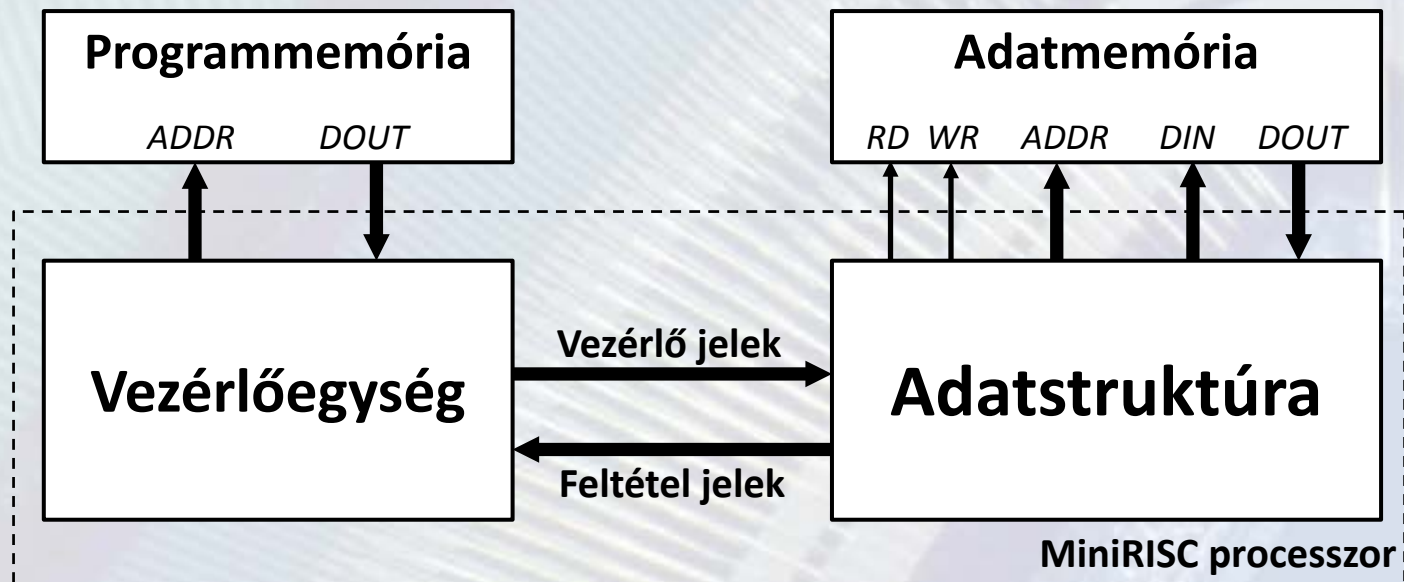 Programmemória
ADDR DOUT
Adatmemória
RD WR ADDR DIN DOUT
Vezérlőegység
Vezérlő jelek
Feltétel jelek
Adatstruktúra
MiniRISC processzor